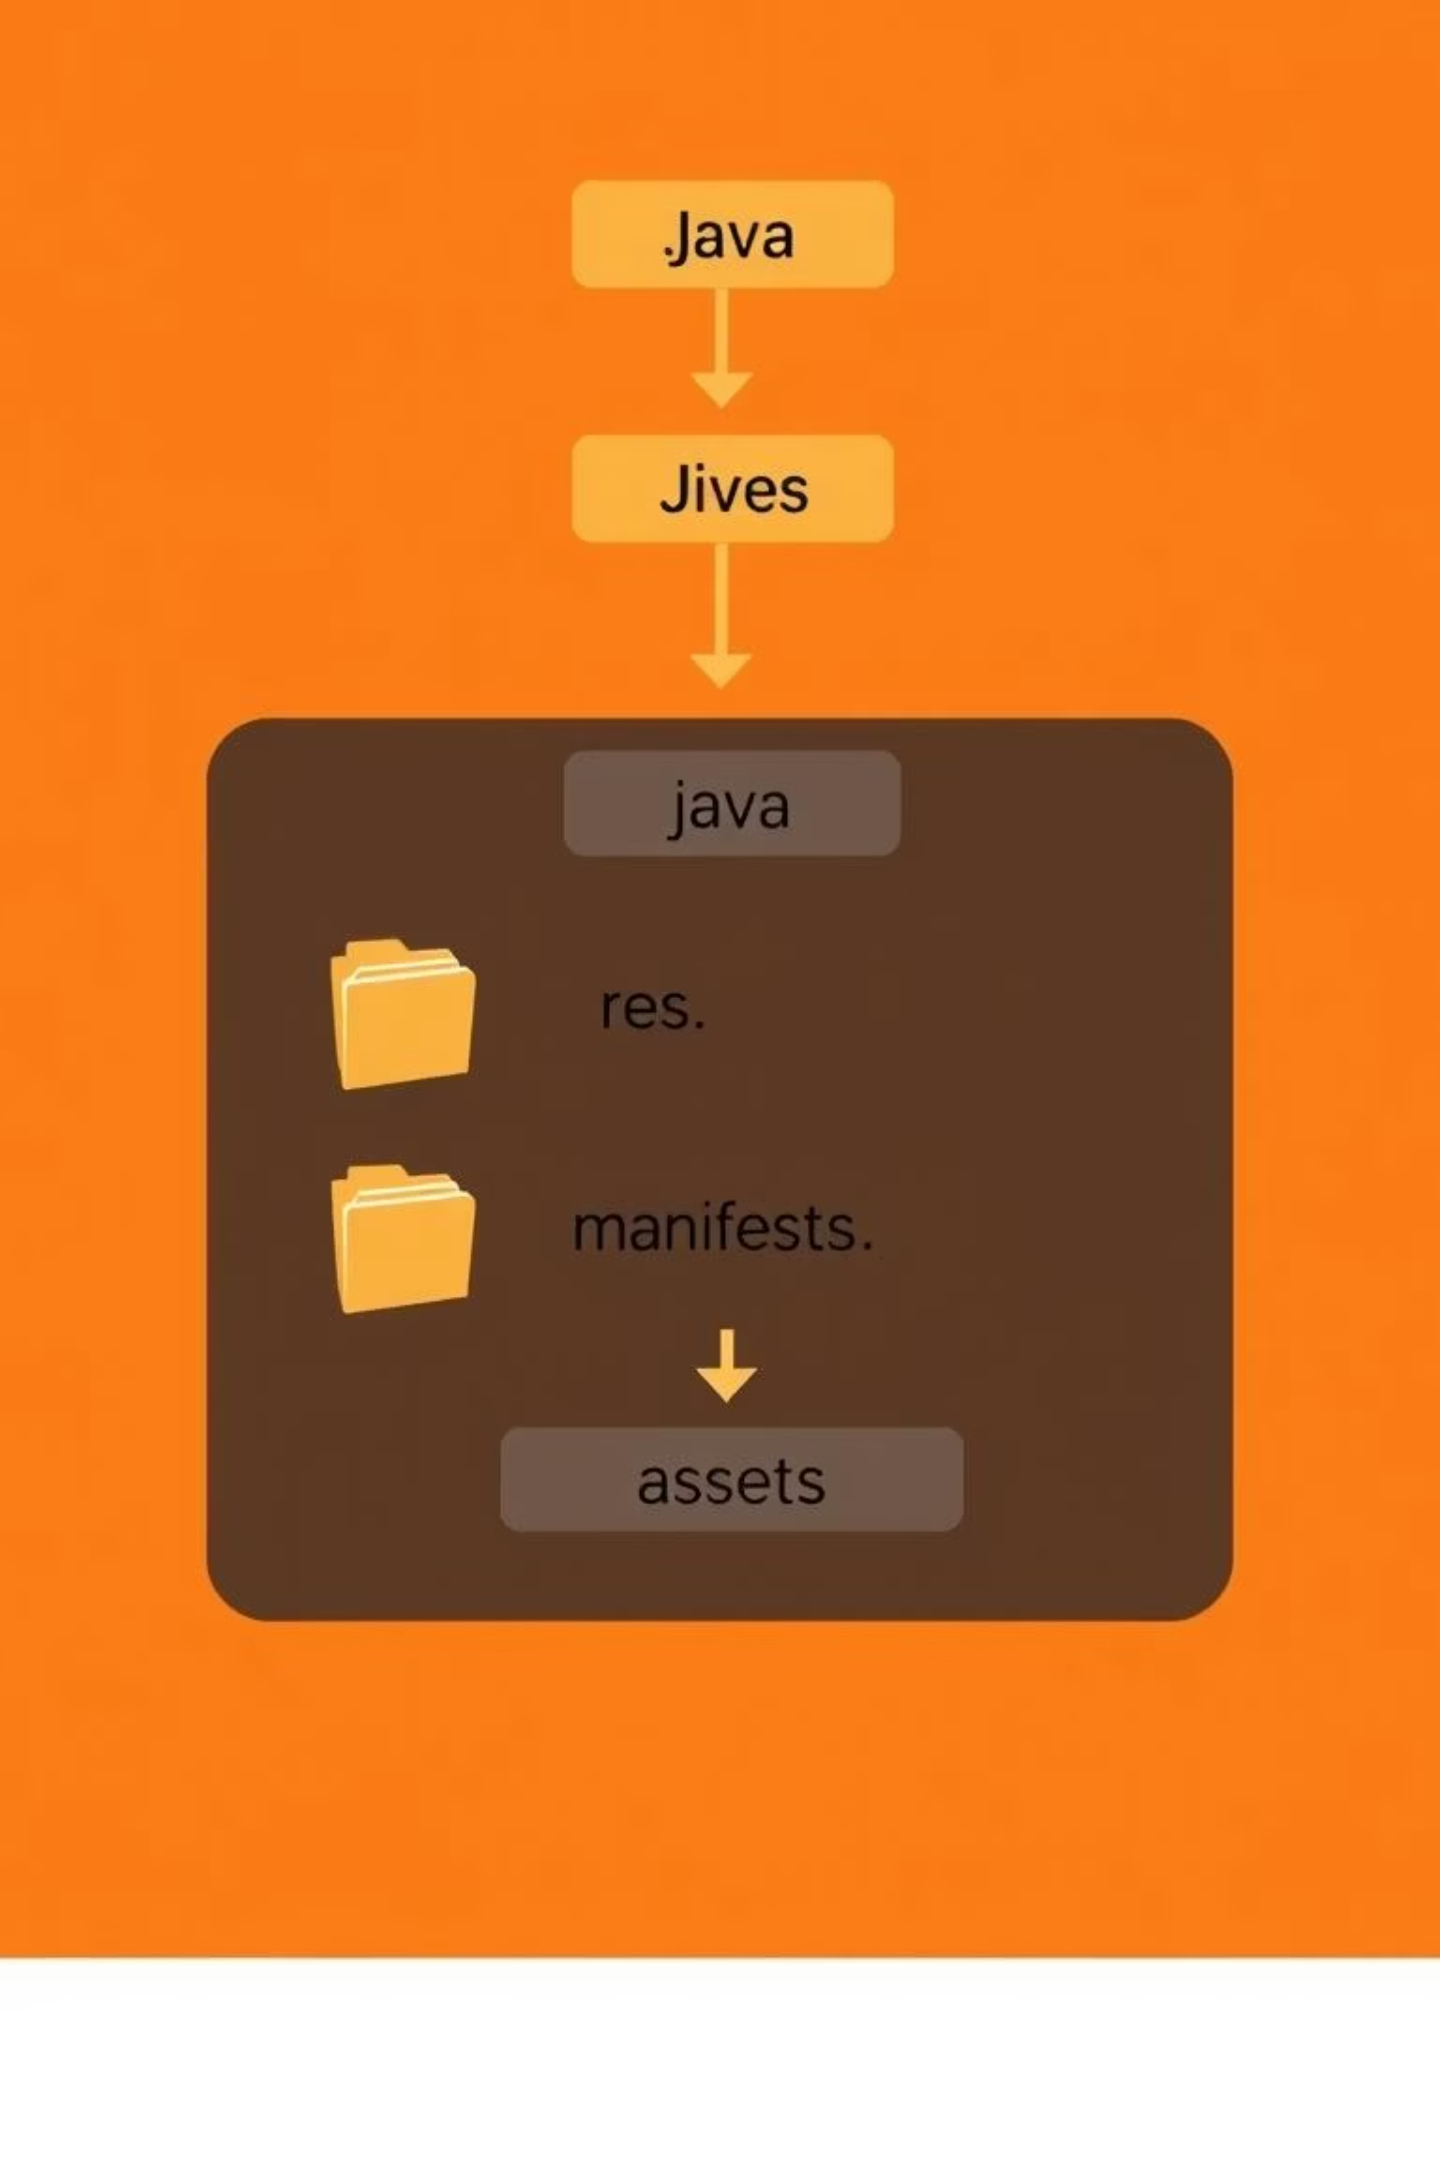 .Java
Jives
java
res.
manifests.
assets